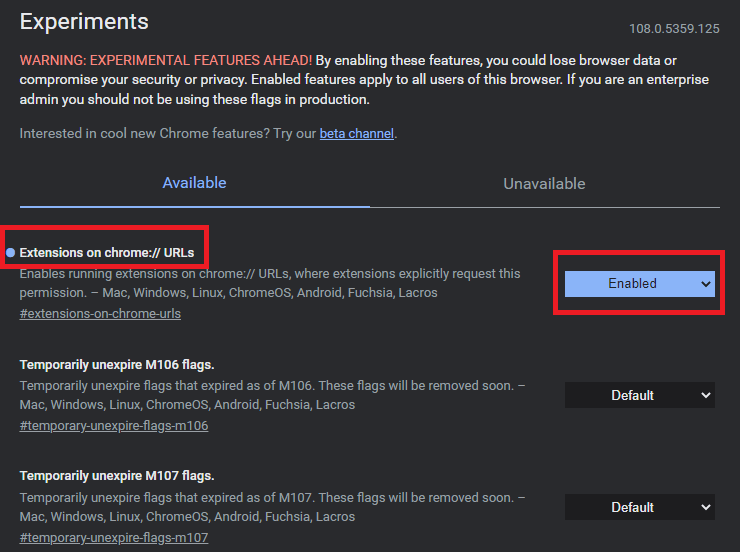 Experiments
108.0.5359.125
WARNING: EXPERIMENTAL FEATURES AHEAD! By enabling these features, you could lose browser data or
compromise your security or privacy. Enabled features apply to all users of this browser. If you are an enterprise
admin you should not be using these flags in production.
Interested in cool new Chrome features? Try our beta channel.
Available
Unavailable
Extensions on chrome:// URLs
Enables running extensions on chrome:// URLs, where extensions explicitly request this
permission. – Mac, Windows, Linux, ChromeOS, Android, Fuchsia, Lacros
#extensions-on-chrome-urls
Enabled
Temporarily unexpire M106 flags.
Temporarily unexpire flags that expired as of M106. These flags will be removed soon. –
Mac, Windows, Linux, ChromeOS, Android, Fuchsia, Lacros
#temporary-unexpire-flags-m106
Default
Temporarily unexpire M107 flags.
Temporarily unexpire flags that expired as of M107. These flags will be removed soon. –
Mac, Windows, Linux, ChromeOS, Android, Fuchsia, Lacros
#temporary-unexpire-flags-m107
Default